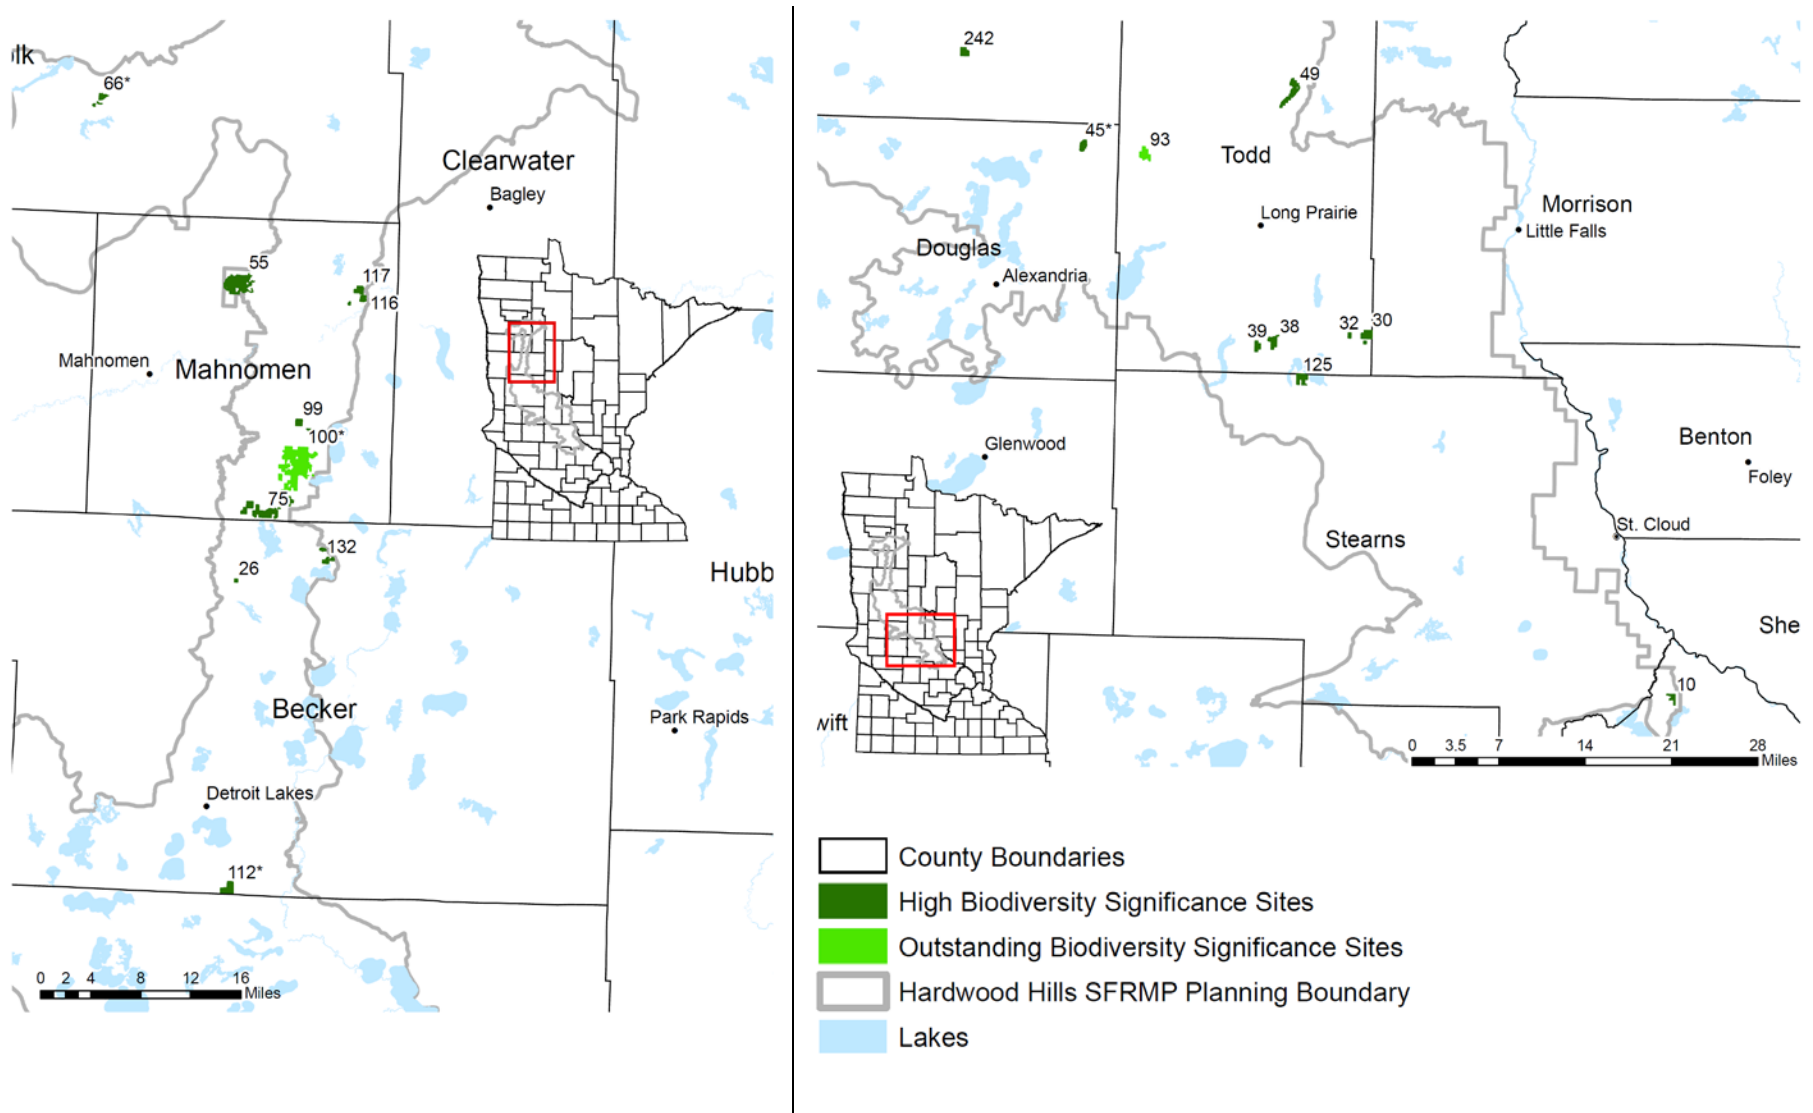 lk
66*
Clearwater
Bagley
55
117
116
Mahnomen
Mahnomen
99
100*
75
132
26
Hubb
Becker
Park Rapids
Detroit Lakes
112*
0 2 4 8 12 16
Miles
242
49
45*
93
Todd
Long Prairie
Morrison
Little Falls
Douglas
Alexandria
39 38 32 30
125
Glenwood
Benton
Foley
St. Cloud
Stearns
She
10
wift
0 3.5 7 14 21 28
Miles
County Boundaries
High Biodiversity Significance Sites
Outstanding Biodiversity Significance Sites
Hardwood Hills SFRMP Planning Boundary
Lakes